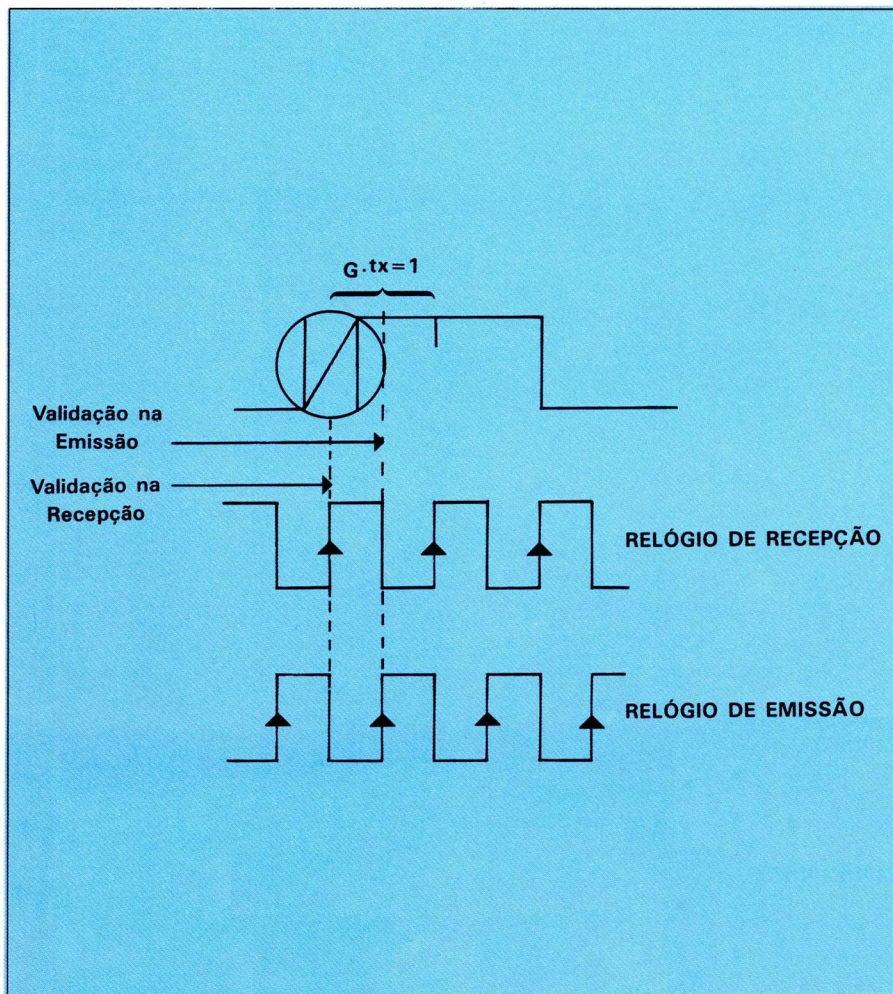 G·tx=1
Validação na
Emissão
Validação na
Recepção
RELÓGIO DE RECEPÇÃO
RELÓGIO DE EMISSÃO